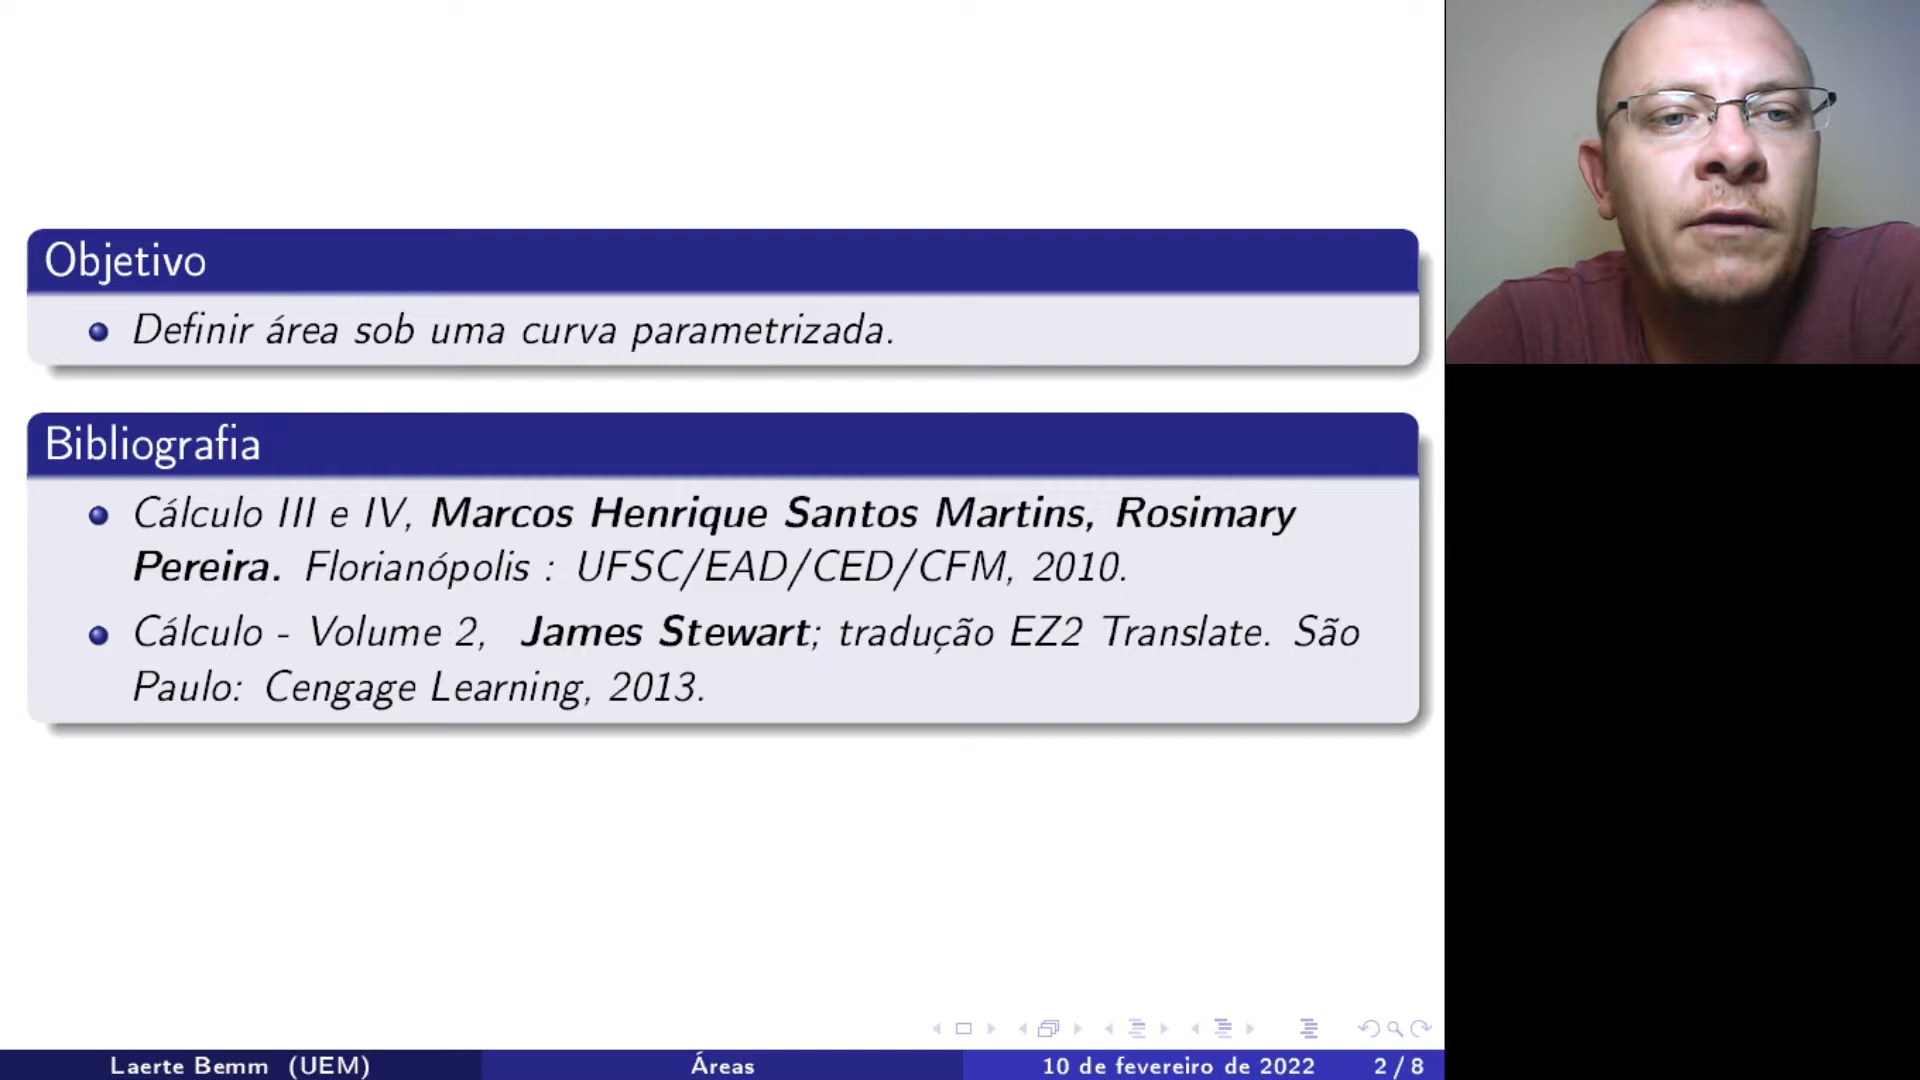 Objetivo
Definir área sob uma curva parametrizada.
Bibliografia
Cálculo III e IV, Marcos Henrique Santos Martins, Rosimary
Pereira. Florianópolis : UFSC/EAD/CED/CFM, 2010.
Cálculo - Volume 2, James Stewart; tradução EZ2 Translate. São
Paulo: Cengage Learning, 2013.
Laerte Bemm (UEM)
Áreas
10 de fevereiro de 2022
2 / 8